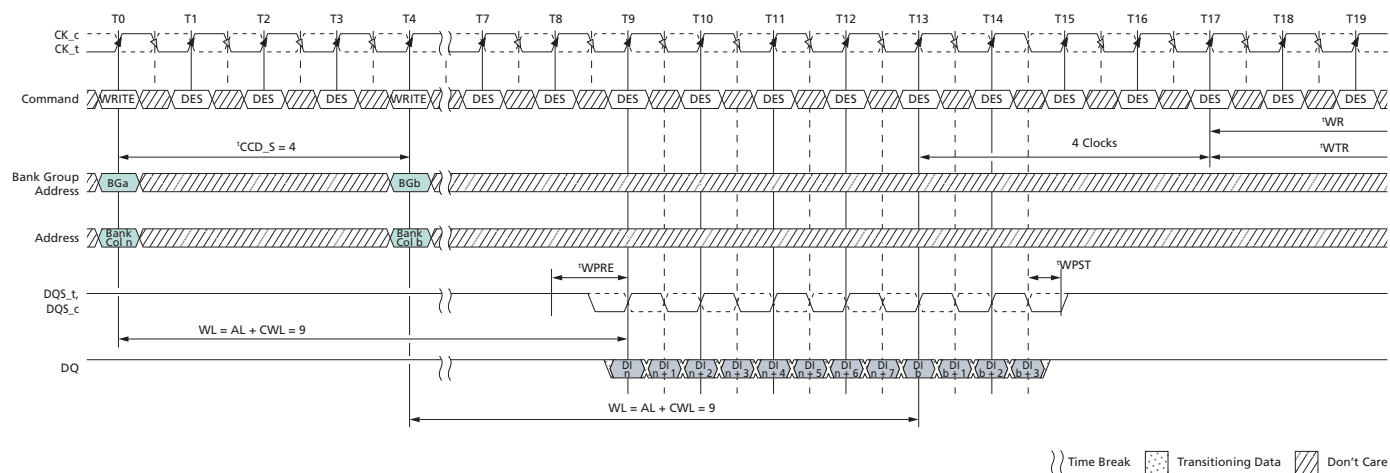 T0 T1 T2 T3 T4 T7 T8 T9 T10 T11 T12 T13 T14 T15 T16 T17 T18 T19
CK_c
CK_t
Command WRITE DES DES DES WRITE DES DES DES DES DES DES DES DES DES DES DES DES DES
tWR
tCCD_S = 4 4 Clocks tWTR
Bank Group
Address BGa BGb
Address Bank
Col n Bank
Col b
tWPRE tWPST
DQS_t,
DQS_c
WL = AL + CWL = 9
DQ DI
n DI
n + 1 DI
n + 2 DI
n + 3 DI
n + 4 DI
n + 5 DI
n + 6 DI
n + 7 DI
b DI
b + 1 DI
b + 2 DI
b + 3
WL = AL + CWL = 9
Time Break Transitioning Data Don't Care